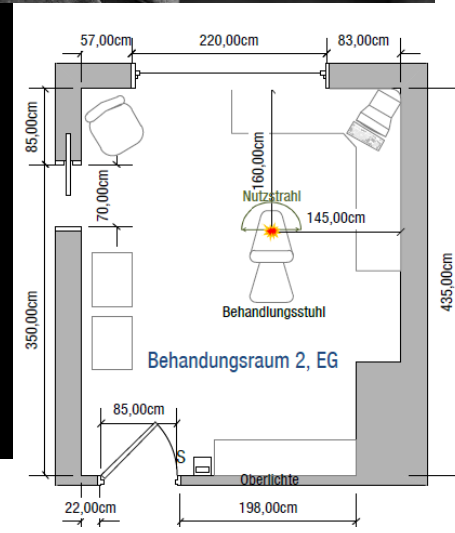 57,00cm
220,00cm
83,00cm
85,00cm
160,00cm
Nutzstrahl
70,00cm
145,00cm
435,00cm
350,00cm
Behandlungsstuhl
Behandungsraum 2, EG
85,00cm
S
Oberlichte
22,00cm
198,00cm